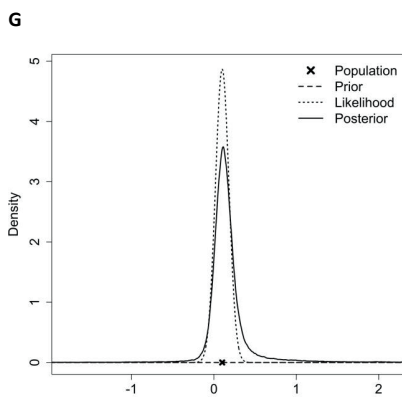 G
5
4
3
2
1
0
Density
Population
Prior
Likelihood
Posterior
-1
0
1
2